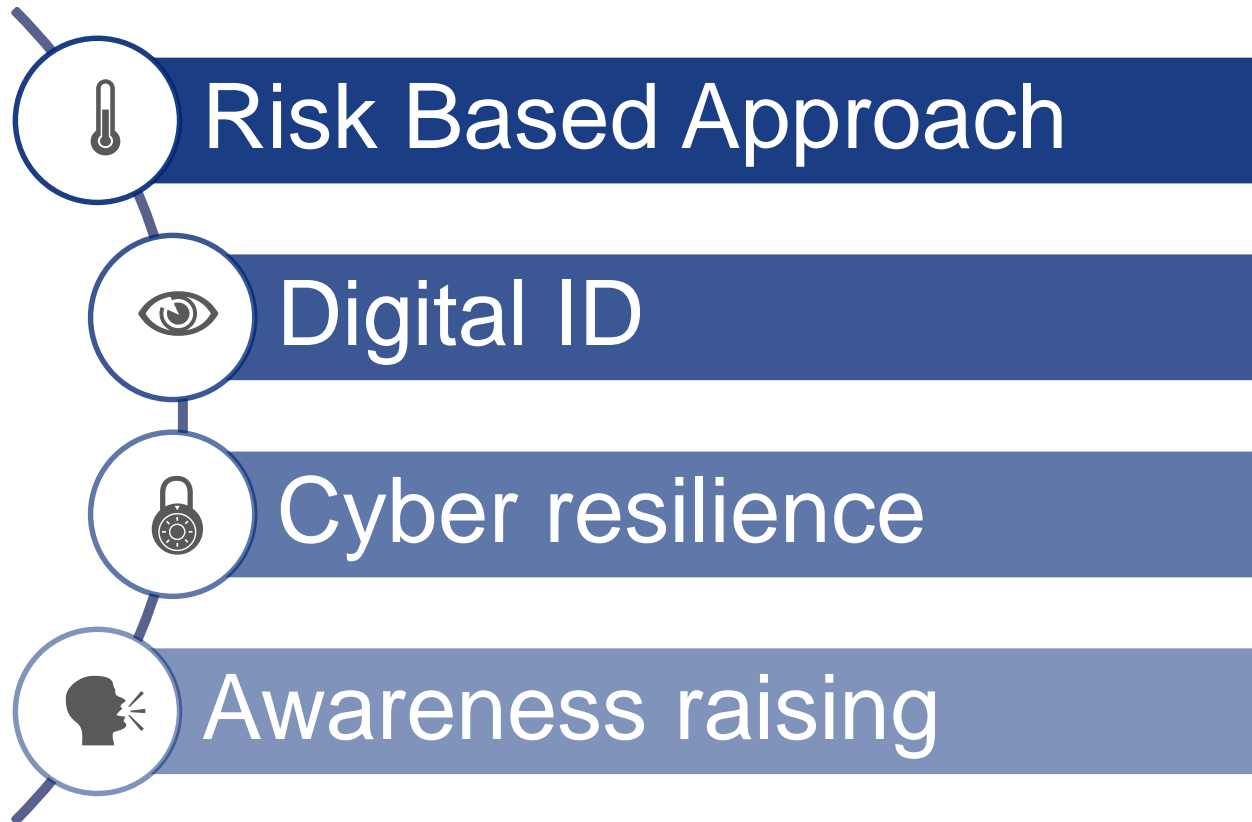 Risk Based Approach
Digital ID
Cyber resilience
Awareness raising